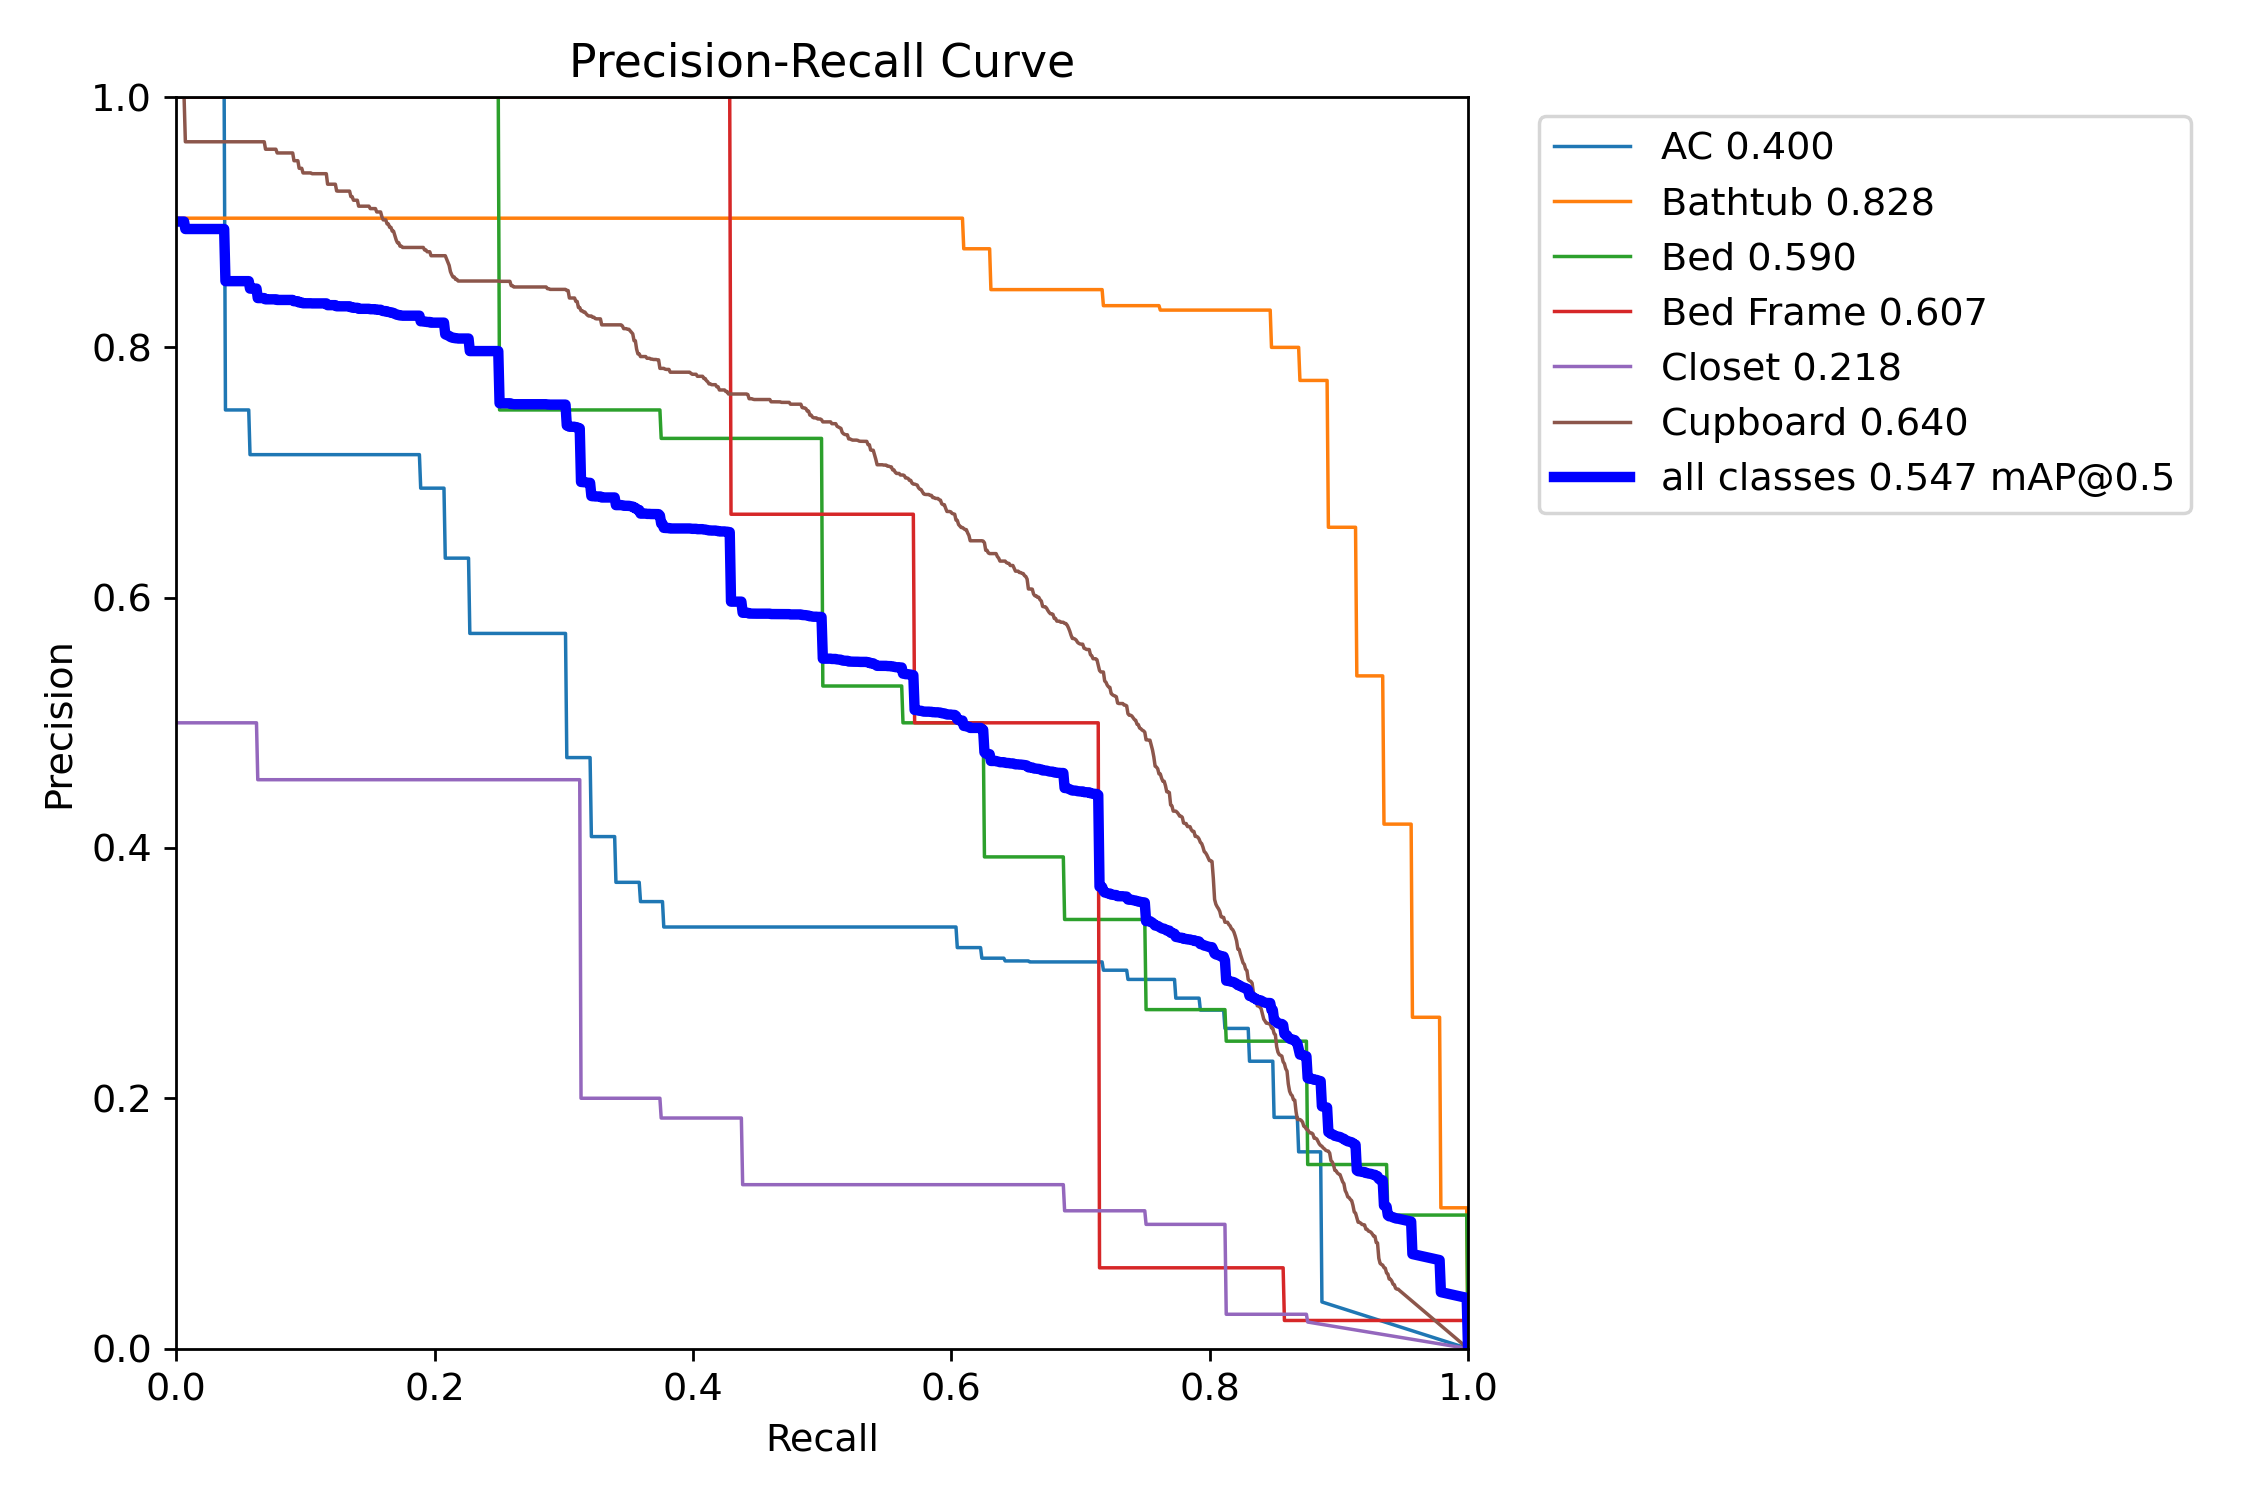 Precision-Recall Curve
1.0
0.8
0.6
0.4
0.2
0.0
Precision
0.0 0.2 0.4 0.6 0.8 1.0
Recall
AC 0.400
Bathtub 0.828
Bed 0.590
Bed Frame 0.607
Closet 0.218
Cupboard 0.640
all classes 0.547 mAP@0.5